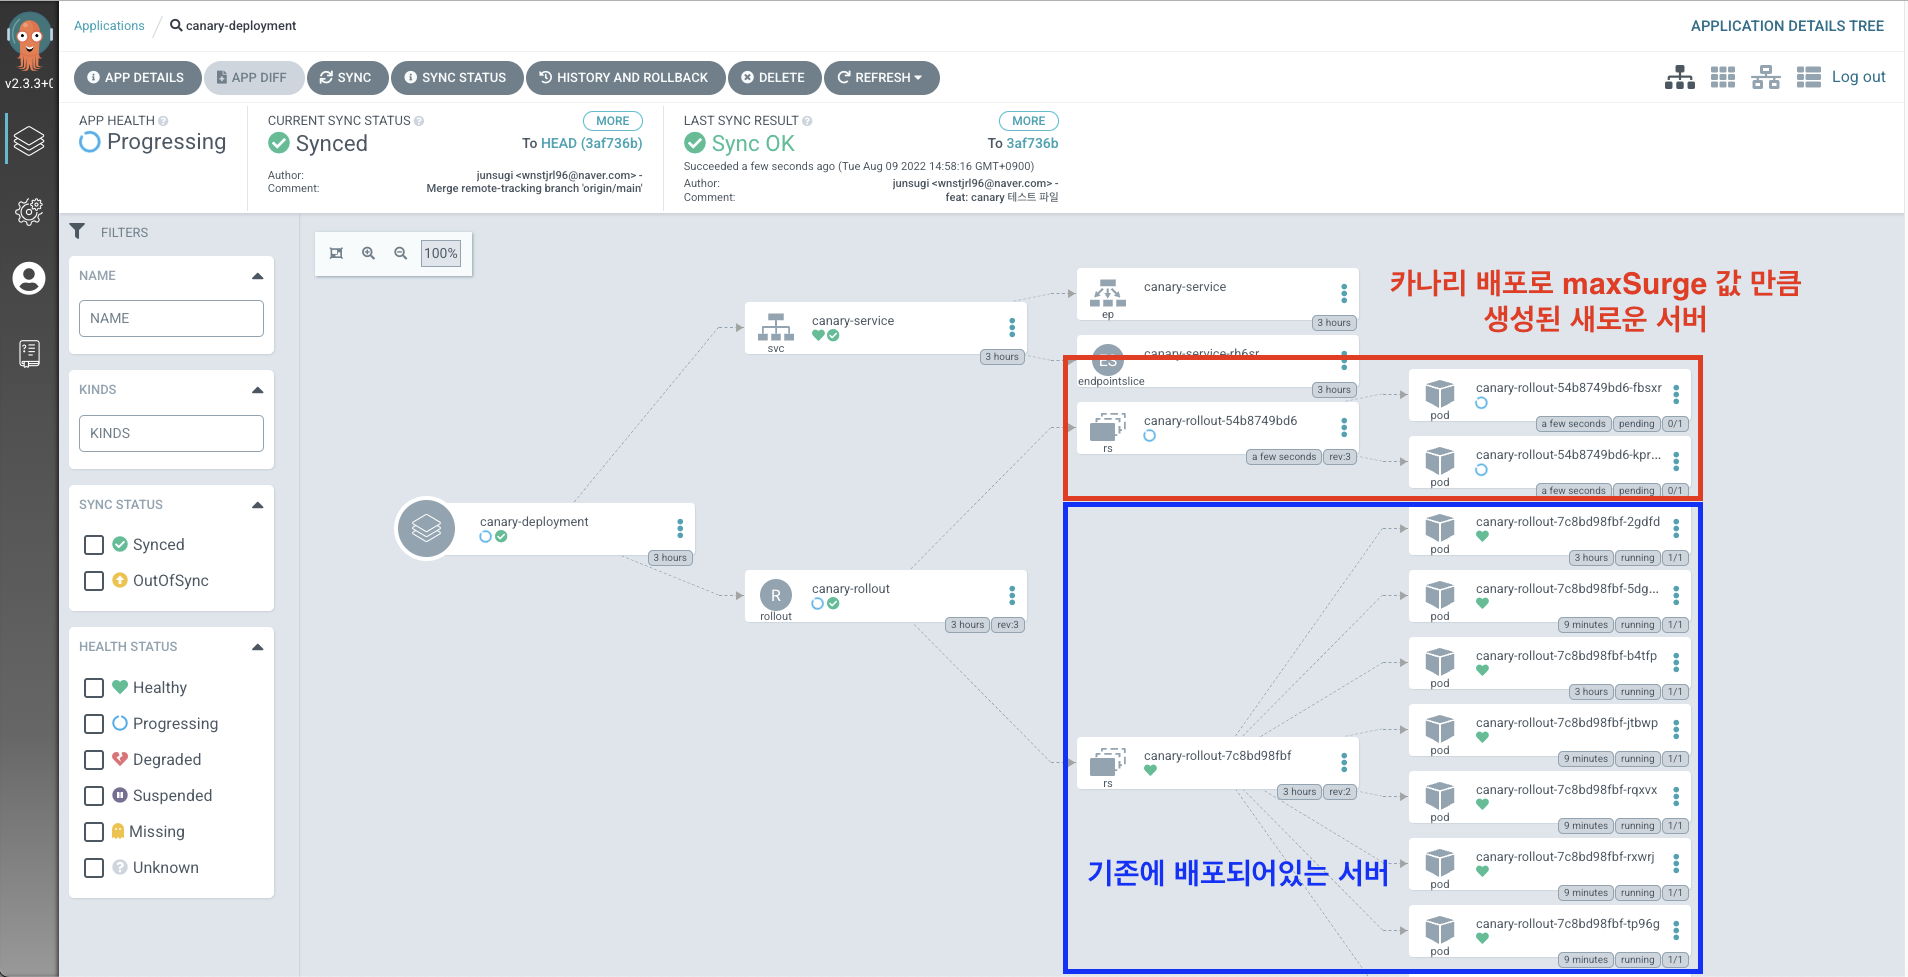 Applications
canary-deployment
APPLICATION DETAILS TREE
v2.3.3+0
APP DETAILS
APP DIFF
SYNC
SYNC STATUS
HISTORY AND ROLLBACK
DELETE
REFRESH
Log out
APP HEALTH
Progressing
CURRENT SYNC STATUS
MORE
Synced
To HEAD (3af736b)
Author:
junsugi <wnstjrl96@naver.com> -
Comment:
Merge remote-tracking branch 'origin/main'
LAST SYNC RESULT
MORE
Sync OK
To 3af736b
Succeeded a few seconds ago (Tue Aug 09 2022 14:58:16 GMT+0900)
Author:
junsugi <wnstjrl96@naver.com> -
Comment:
feat: canary 테스트 파일
FILTERS
NAME
NAME
KINDS
KINDS
SYNC STATUS
Synced
OutOfSync
HEALTH STATUS
Healthy
Progressing
Degraded
Suspended
Missing
Unknown
100%
canary-deployment
3 hours
canary-service
svc
3 hours
R
canary-rollout
rollout
3 hours
rev:3
canary-service
ep
3 hours
카나리 배포로 maxSurge 값 만큼
생성된 새로운 서버
ES
canary-service-rh6sr
endpointslice
3 hours
canary-rollout-54b8749bd6
rs
a few seconds
rev:3
canary-rollout-54b8749bd6-fbsxr
pod
a few seconds
pending
0/1
canary-rollout-54b8749bd6-kpr...
pod
a few seconds
pending
0/1
canary-rollout-7c8bd98fbf
rs
3 hours
rev:2
기존에 배포되어있는 서버
canary-rollout-7c8bd98fbf-2gdfd
pod
3 hours
running
1/1
canary-rollout-7c8bd98fbf-5dg...
pod
9 minutes
running
1/1
canary-rollout-7c8bd98fbf-b4tfp
pod
3 hours
running
1/1
canary-rollout-7c8bd98fbf-jtbwp
pod
9 minutes
running
1/1
canary-rollout-7c8bd98fbf-rqxvx
pod
9 minutes
running
1/1
canary-rollout-7c8bd98fbf-rxwrj
pod
9 minutes
running
1/1
canary-rollout-7c8bd98fbf-tp96g
pod
9 minutes
running
1/1